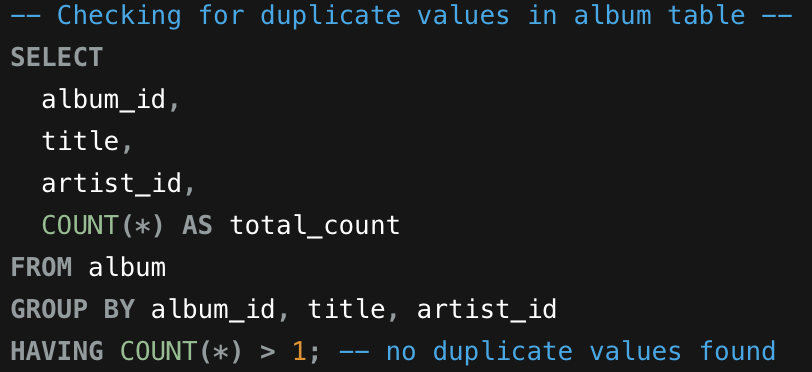 -- Checking for duplicate values in album table --
SELECT
  album_id,
  title,
  artist_id,
  COUNT(*) AS total_count
FROM album
GROUP BY album_id, title, artist_id
HAVING COUNT(*) > 1; -- no duplicate values found